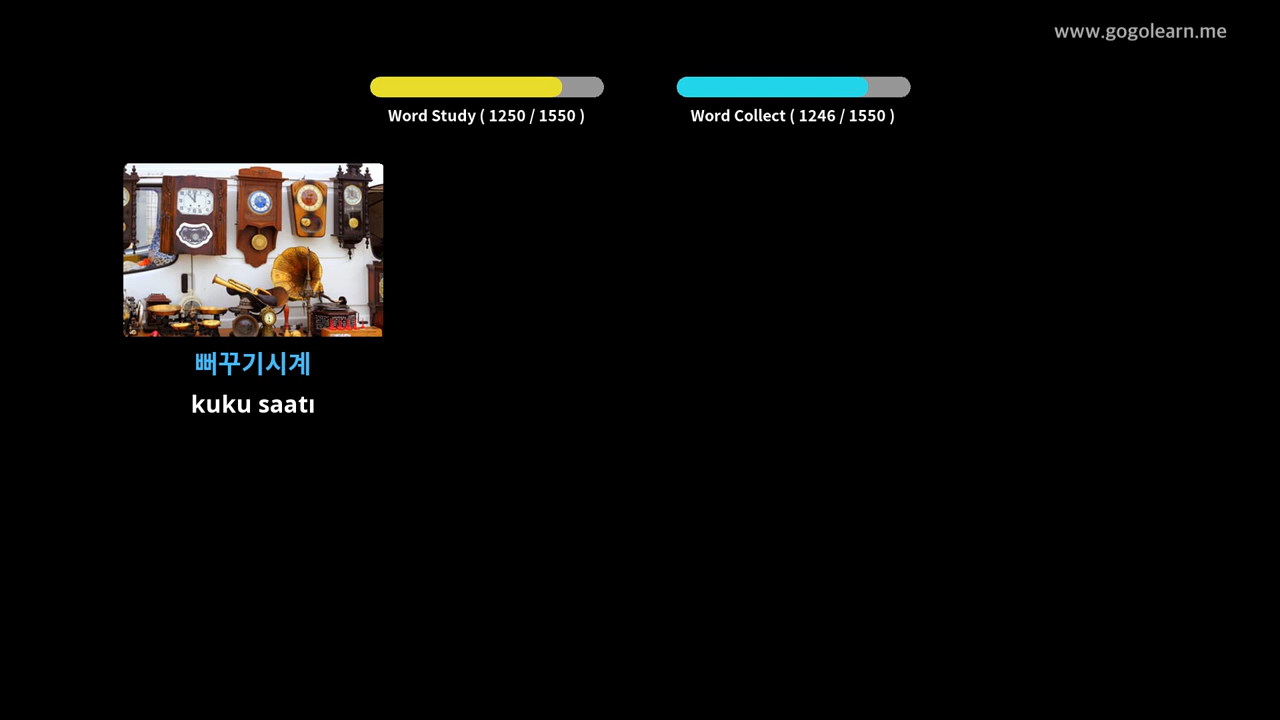 www.gogolearn.me
Word Study ( 1250 / 1550 )
Word Collect ( 1246 / 1550 )
뻐꾸기시계
kuku saatı